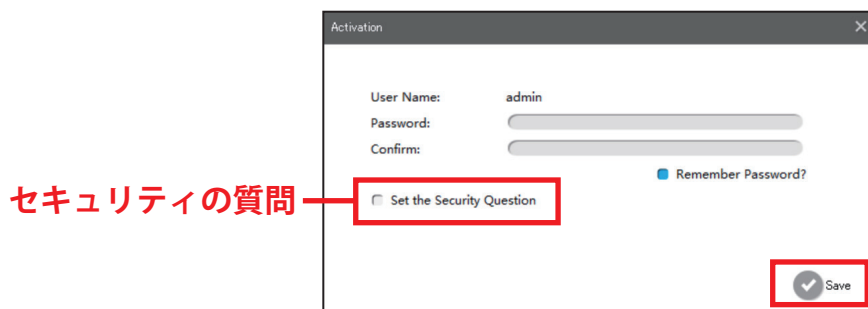 Activation
User Name: admin
Password:
Confirm:
Remember Password?
セキュリティの質問
Set the Security Question
Save